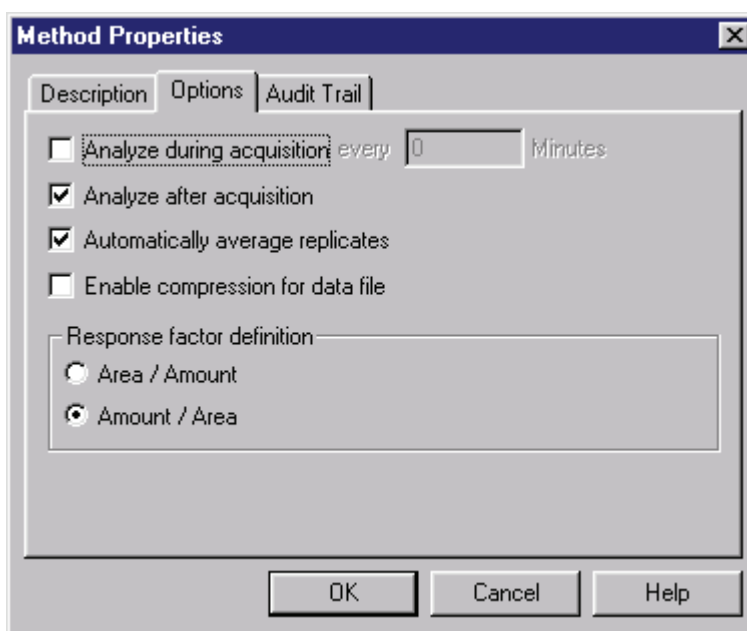 Method Properties
Description Options Audit Trail
Analyze during acquisition every 0 Minutes
Analyze after acquisition
Automatically average replicates
Enable compression for data file
Response factor definition
Area / Amount
Amount / Area
OK Cancel Help